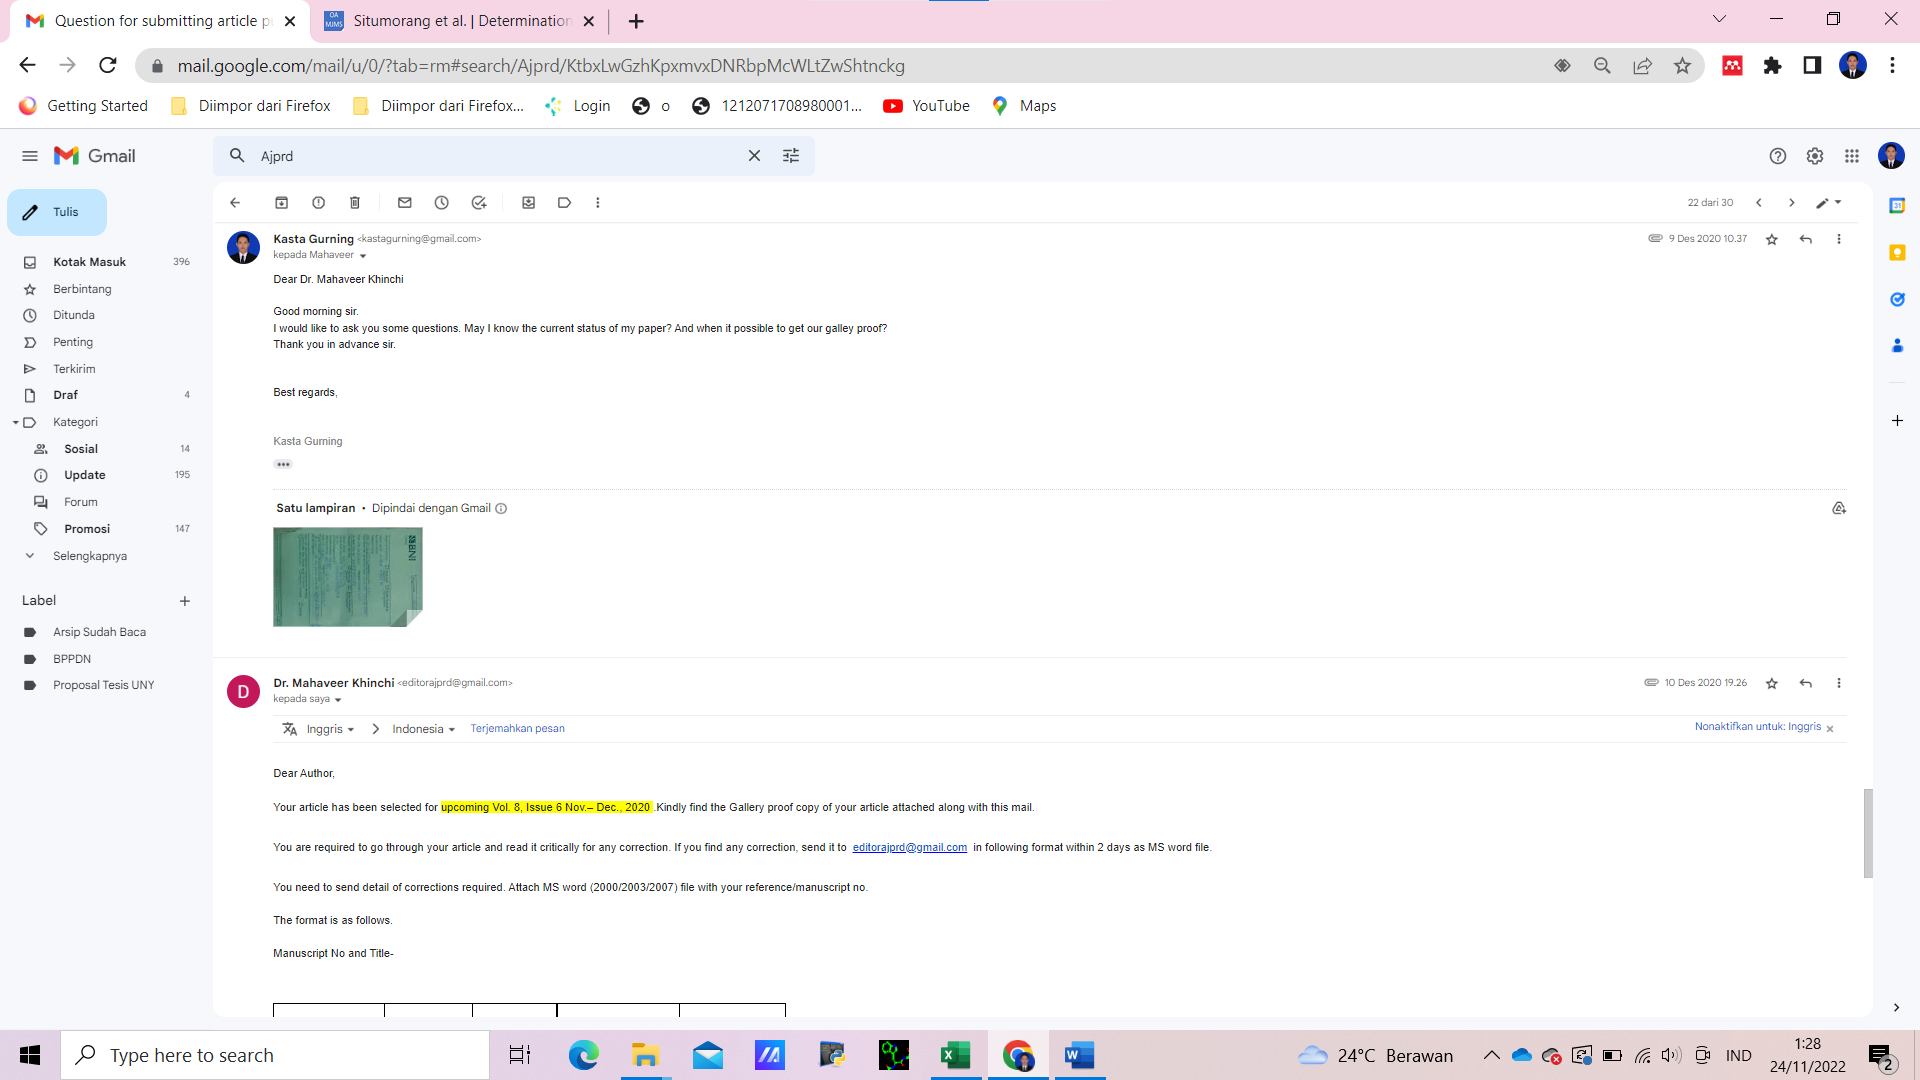 Question for submitting article p
Situmorang et al. | Determination
mail.google.com/mail/u/0/?tab=rm#search/Ajprd/KtbxLwGzhKpxmvxDNRbpMcWLtZwShtnckg
Getting Started
Diimpor dari Firefox
Diimpor dari Firefox...
Login
o
1212071708980001...
YouTube
Maps
Gmail
Ajprd
Tulis
22 dari 30
Kotak Masuk 396
Berbintang
Ditunda
Penting
Terkirim
Draf 4
Kategori
Sosial 14
Update 195
Forum
Promosi 147
Selengkapnya
Label
Arsip Sudah Baca
BPPDN
Proposal Tesis UNY
Kasta Gurning <kastagurning@gmail.com>
9 Des 2020 10.37
kepada Mahaveer
Dear Dr. Mahaveer Khinchi
Good morning sir.
I would like to ask you some questions. May I know the current status of my paper? And when it possible to get our galley proof?
Thank you in advance sir.
Best regards,
Kasta Gurning
Satu lampiran • Dipindai dengan Gmail
BNI
D
Dr. Mahaveer Khinchi <editorajprd@gmail.com>
10 Des 2020 19.26
kepada saya
Inggris
Indonesia
Terjemahkan pesan
Nonaktifkan untuk: Inggris
Dear Author,
Your article has been selected for upcoming Vol. 8, Issue 6 Nov.– Dec., 2020 .Kindly find the Gallery proof copy of your article attached along with this mail.
You are required to go through your article and read it critically for any correction. If you find any correction, send it to editorajprd@gmail.com in following format within 2 days as MS word file.
You need to send detail of corrections required. Attach MS word (2000/2003/2007) file with your reference/manuscript no.
The format is as follows.
Manuscript No and Title-
Type here to search
24°C Berawan
IND
1:28
24/11/2022
2